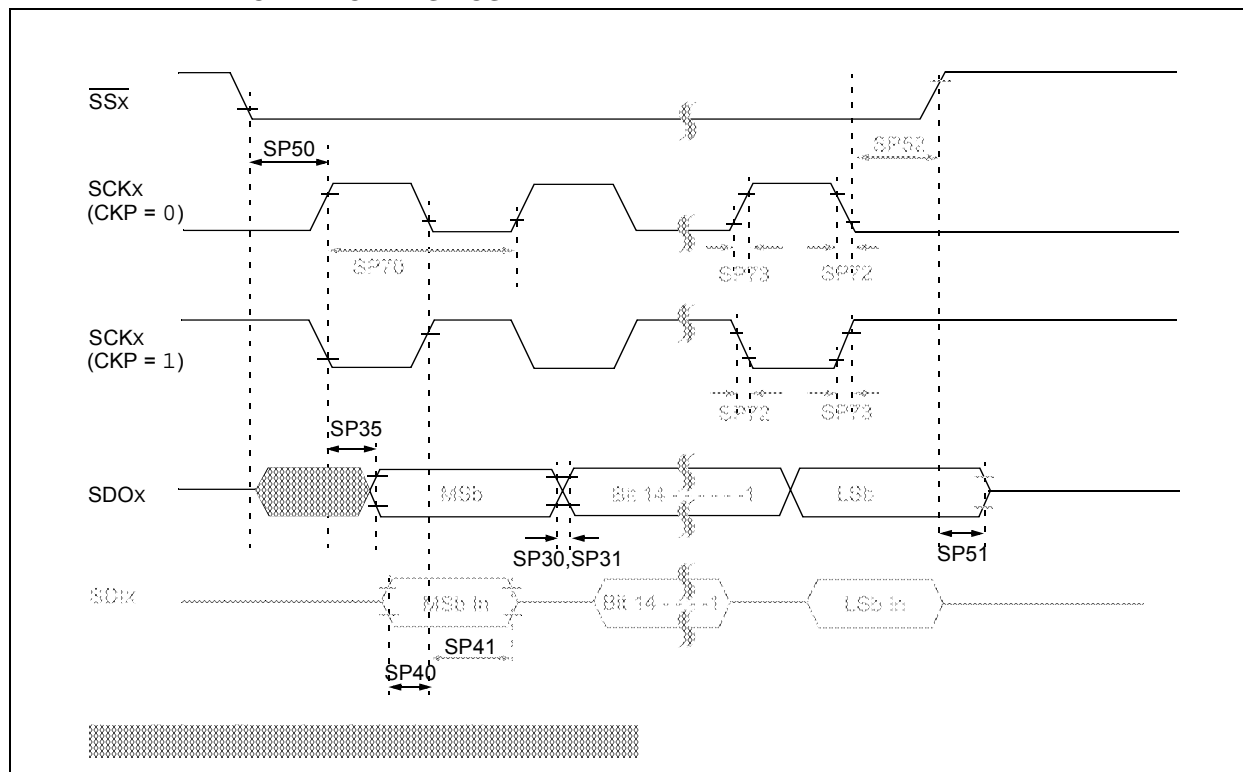 SSx
SP50
SP52
SCKx
(CKP = 0)
SP70
SP73
SP72
SCKx
(CKP = 1)
SP72
SP73
SP35
SDOx
MSb
Bit 14 - - - - - -1
LSb
SP30,SP31
SP51
SDIx
MSb In
Bit 14 - - - -1
LSb In
SP41
SP40